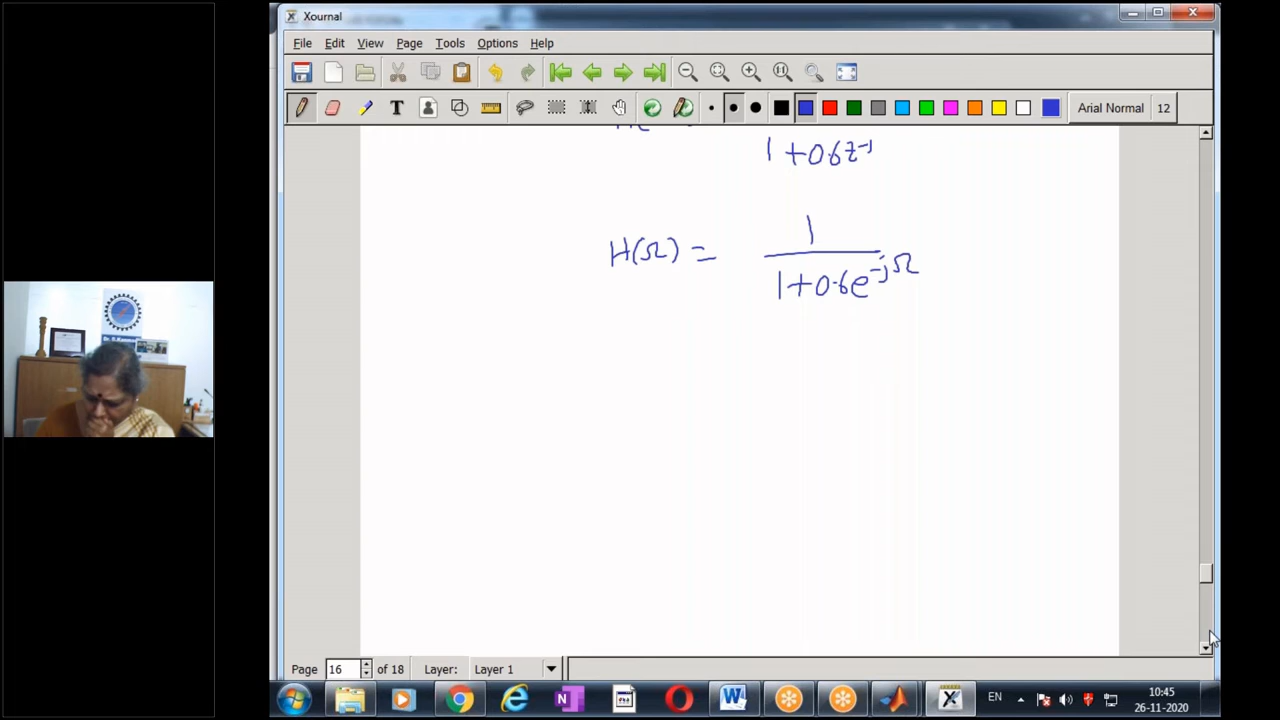 Xournal
File Edit View Page Tools Options Help
Arial Normal 12
1 + 0.6z⁻¹
H(Ω) = 1
1 + 0.6e^-jΩ
Page 16 of 18 Layer: Layer 1
EN 10:45
26-11-2020